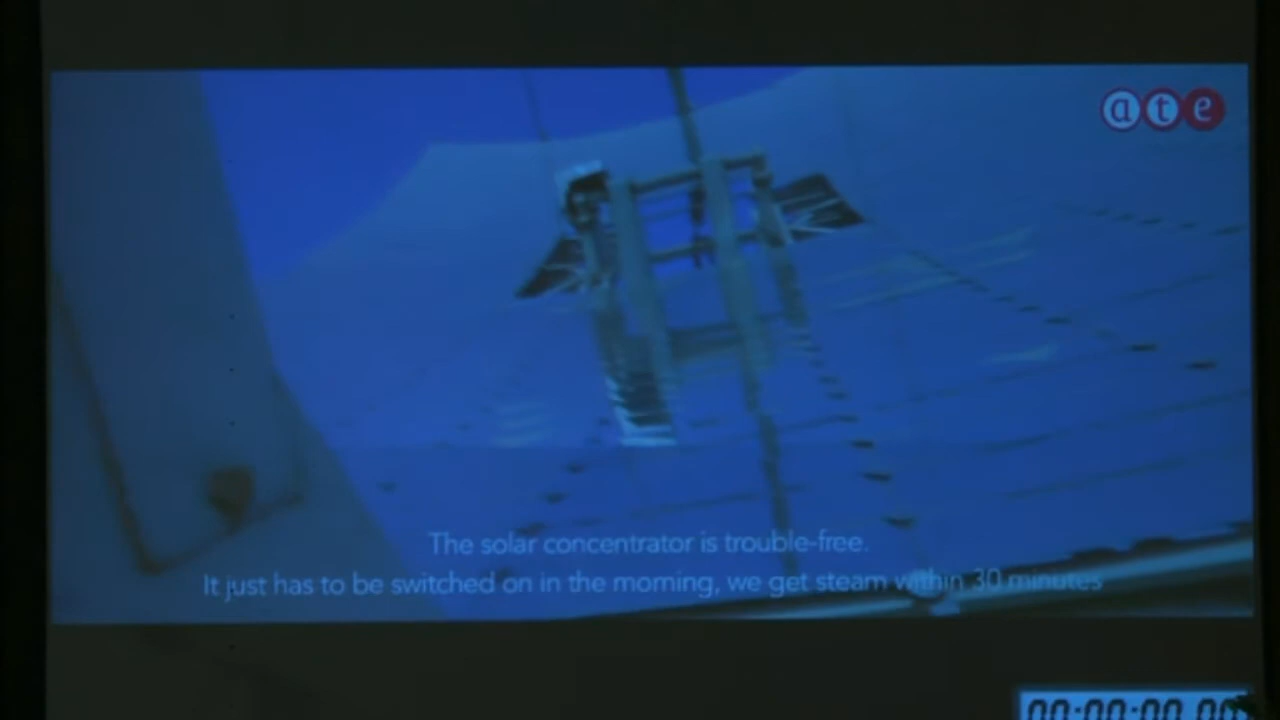 ate
The solar concentrator is trouble-free.
It just has to be switched on in the morning, we get steam within 30 minutes
00:00:00.00